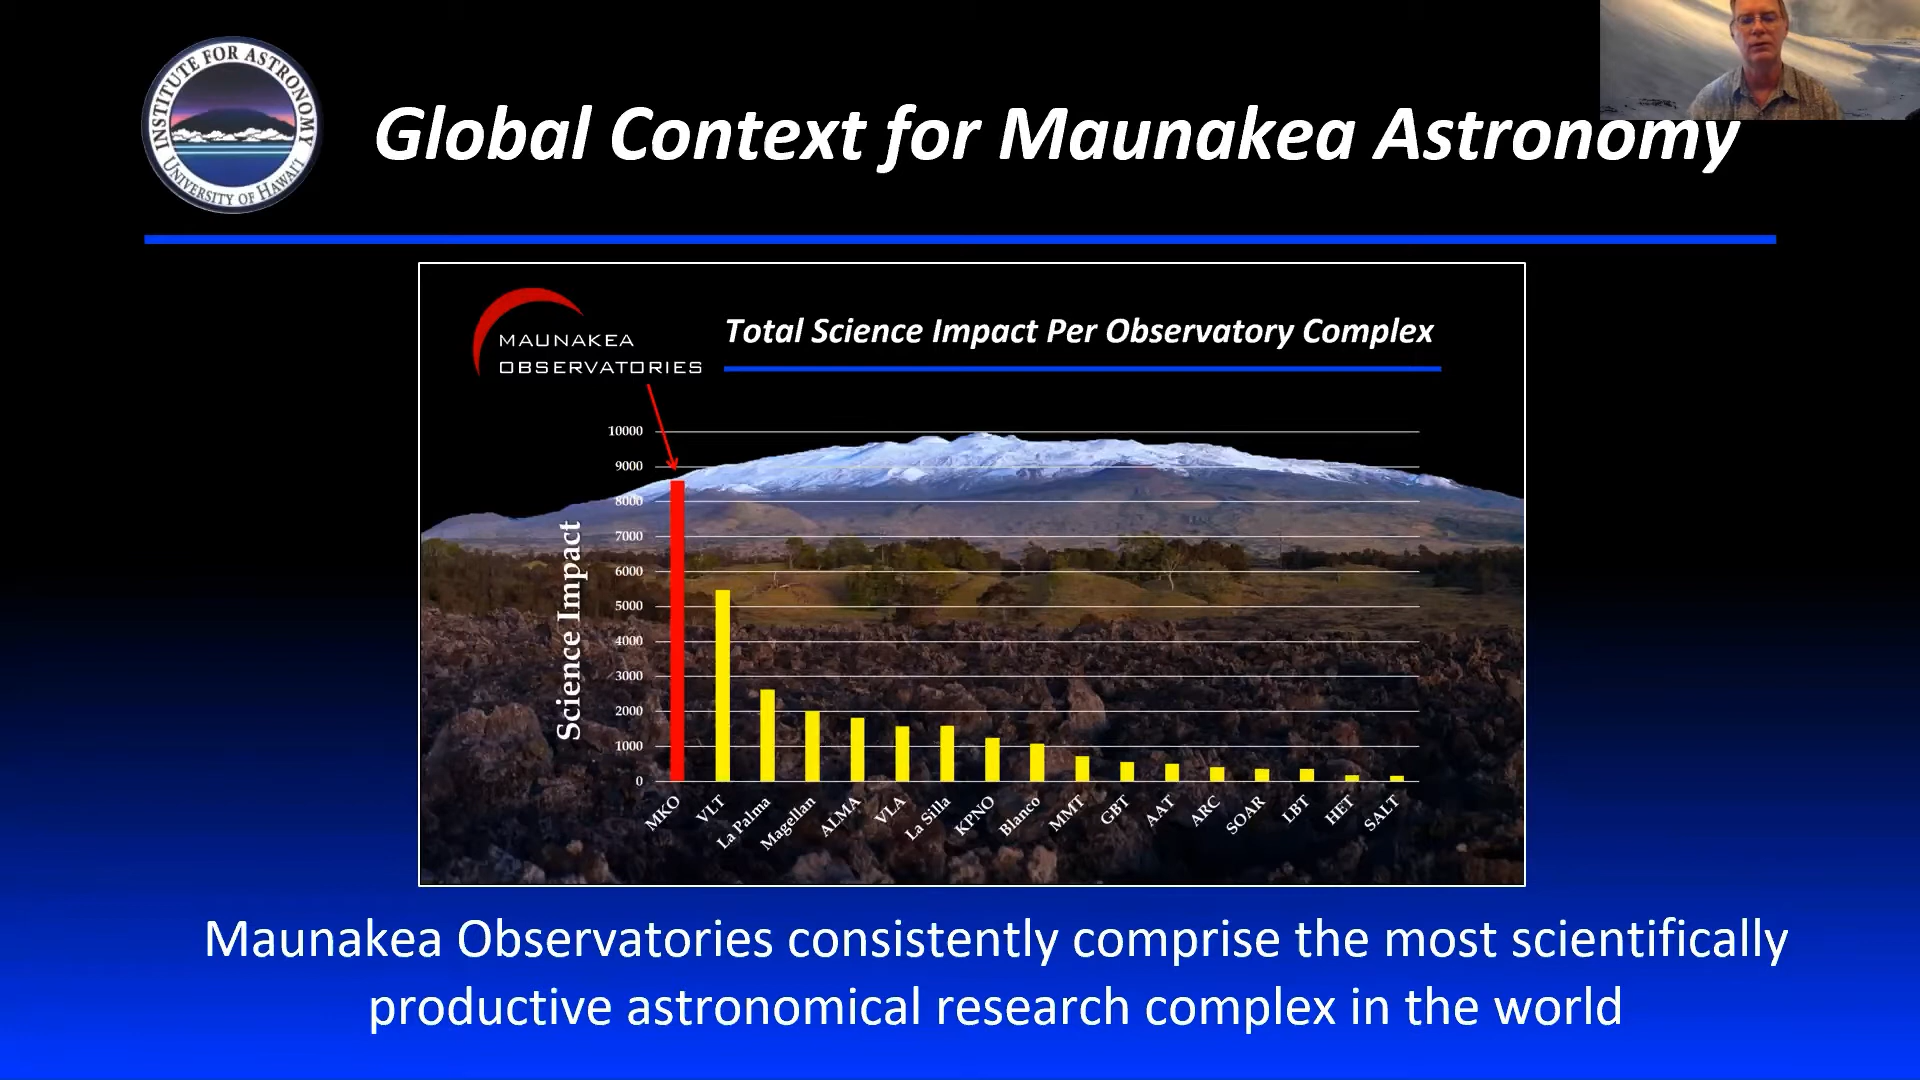 INSTITUTE FOR ASTRONOMY
UNIVERSITY OF HAWAII
Global Context for Maunakea Astronomy
MAUNAKEA
OBSERVATORIES
Total Science Impact Per Observatory Complex
Science Impact
10000
9000
8000
7000
6000
5000
4000
3000
2000
1000
0
MKO
VLT
La Palma
Magellan
ALMA
VLA
La Silla
KPNO
Blanco
MMT
GBT
AAT
ARC
SOAR
LBT
HET
SALT
Maunakea Observatories consistently comprise the most scientifically
productive astronomical research complex in the world